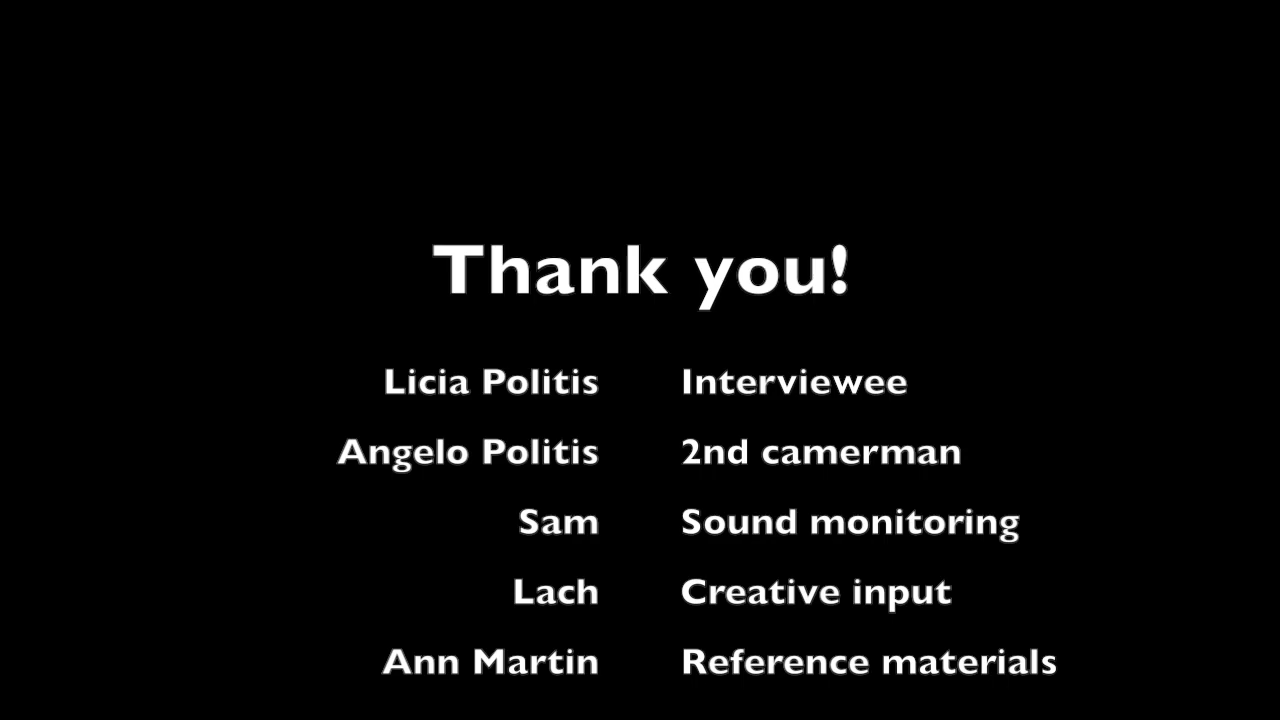 Thank you!
Licia Politis Interviewee
Angelo Politis 2nd camerman
Sam Sound monitoring
Lach Creative input
Ann Martin Reference materials